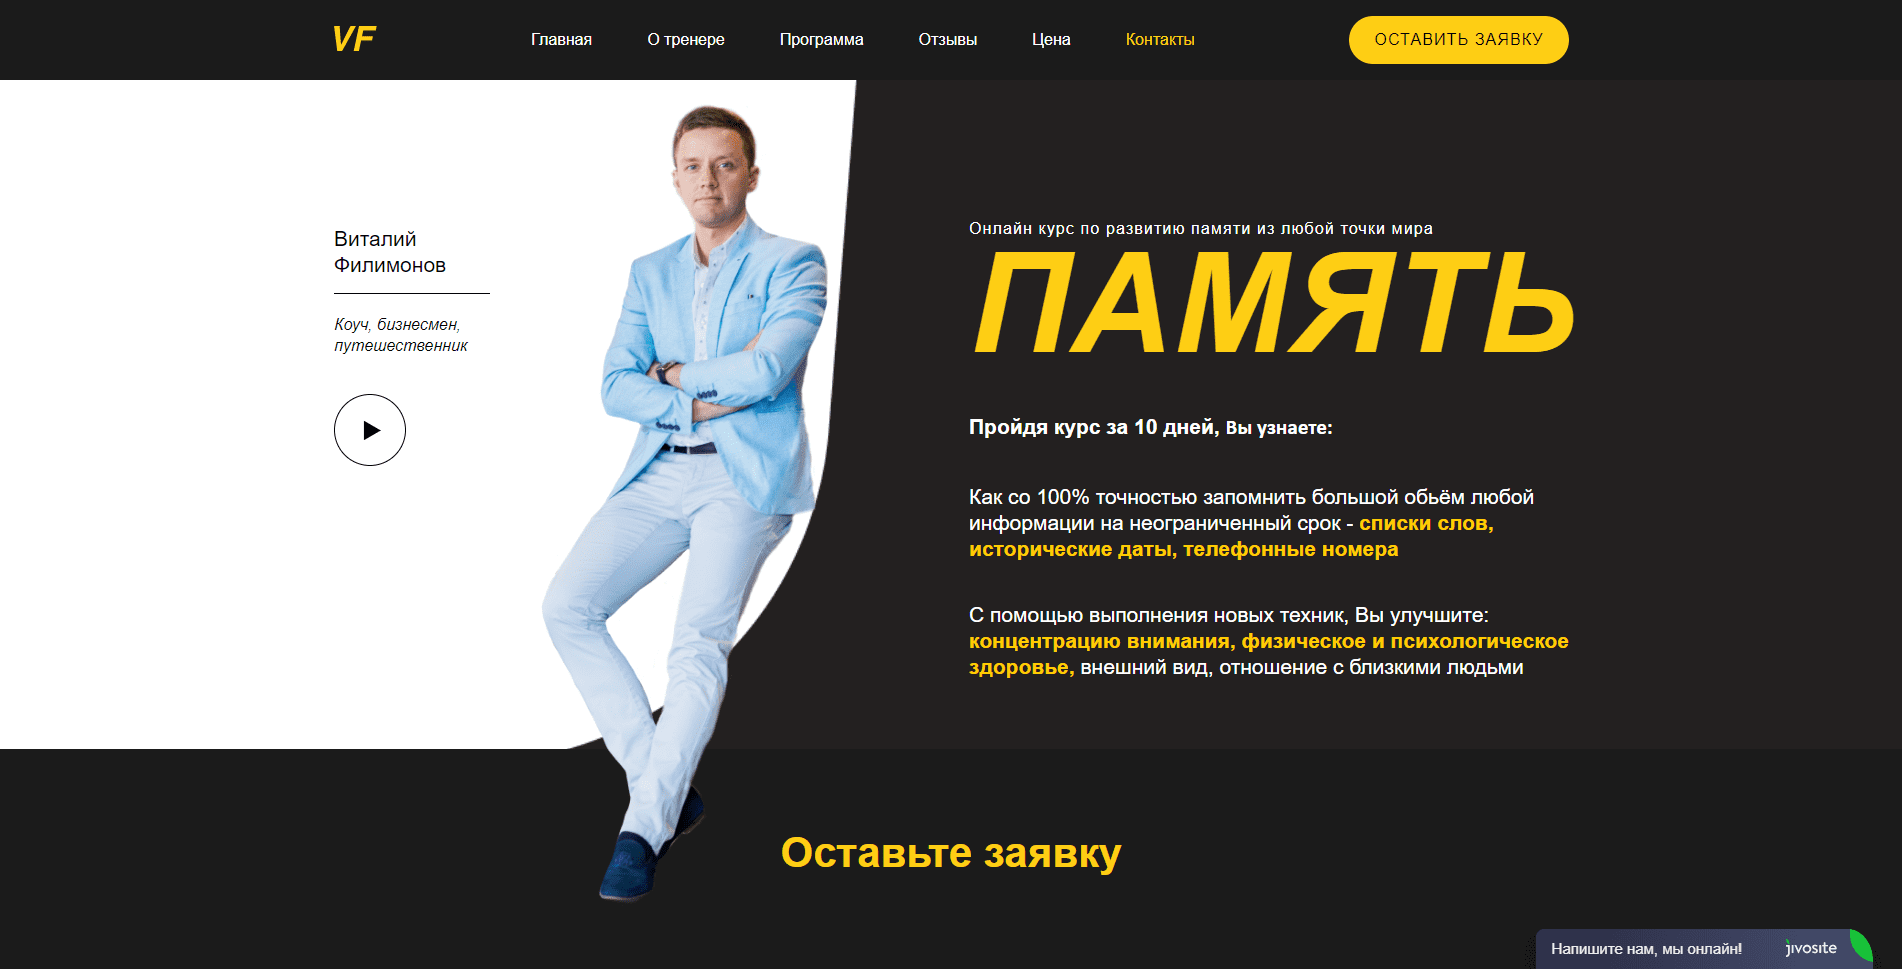 VF
Главная
О тренере
Программа
Отзывы
Цена
Контакты
ОСТАВИТЬ ЗАЯВКУ
Виталий
Филимонов
Коуч, бизнесмен,
путешественник
Онлайн курс по развитию памяти из любой точки мира
ПАМЯТЬ
Пройдя курс за 10 дней, Вы узнаете:
Как со 100% точностью запомнить большой обьём любой
информации на неограниченный срок - списки слов,
исторические даты, телефонные номера
С помощью выполнения новых техник, Вы улучшите:
концентрацию внимания, физическое и психологическое
здоровье, внешний вид, отношение с близкими людьми
Оставьте заявку
Напишите нам, мы онлайн!
jivosite